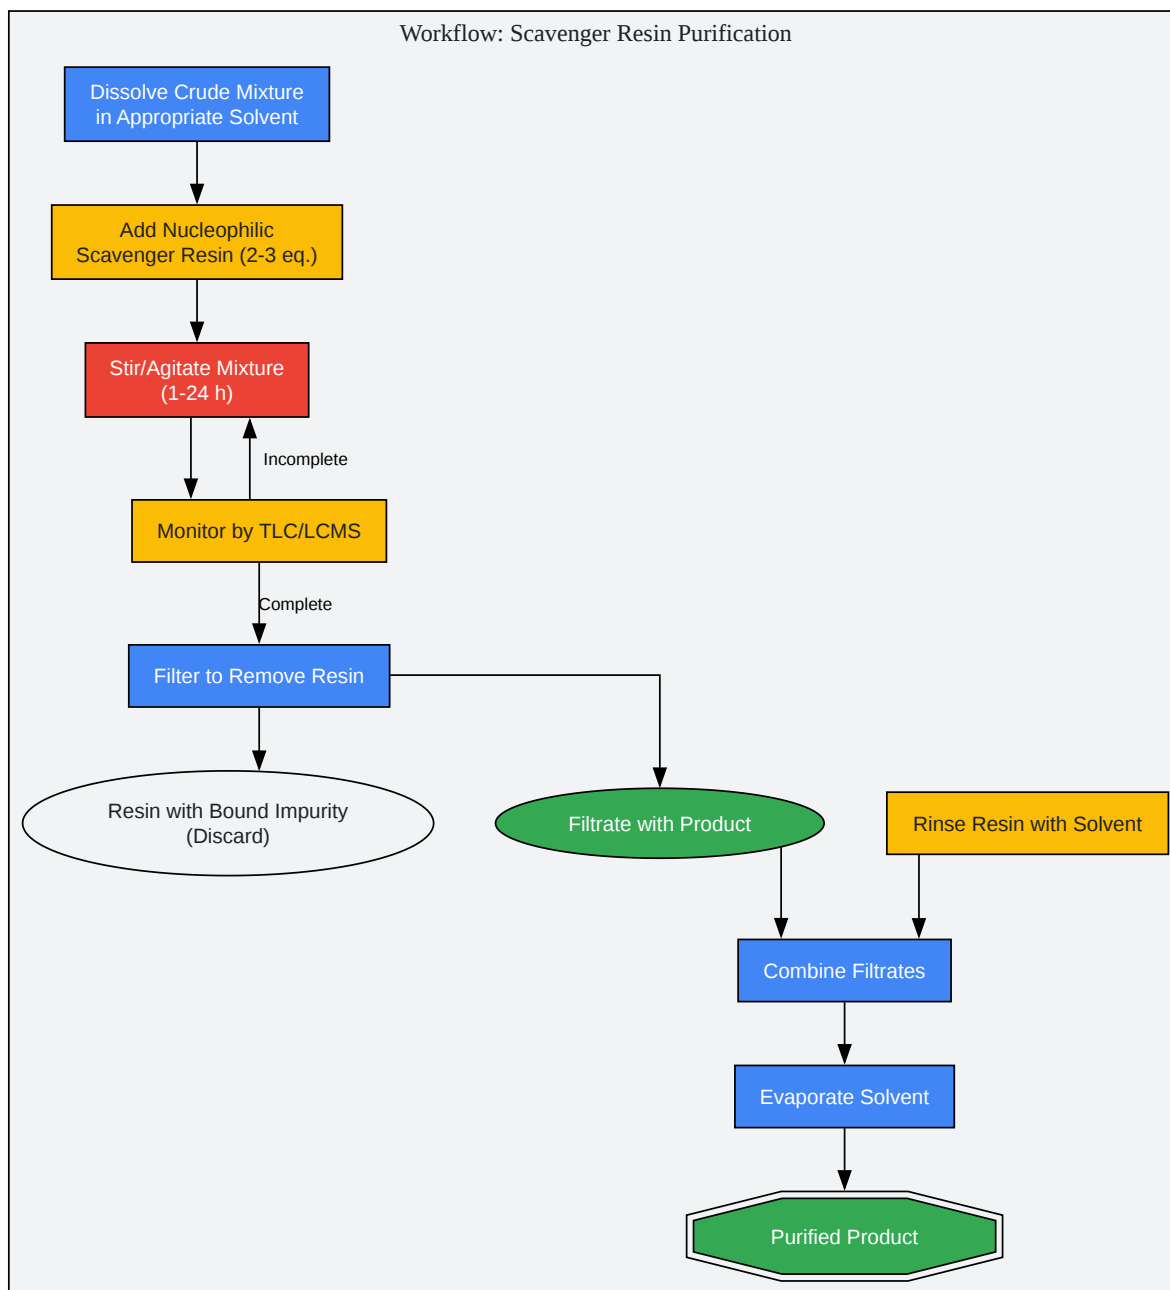 Workflow: Scavenger Resin Purification
Dissolve Crude Mixture
in Appropriate Solvent
Add Nucleophilic
Scavenger Resin (2-3 eq.)
Stir/Agitate Mixture
(1-24 h)
Incomplete
Monitor by TLC/LCMS
Complete
Filter to Remove Resin
Resin with Bound Impurity
(Discard)
Filtrate with Product
Rinse Resin with Solvent
Combine Filtrates
Evaporate Solvent
Purified Product